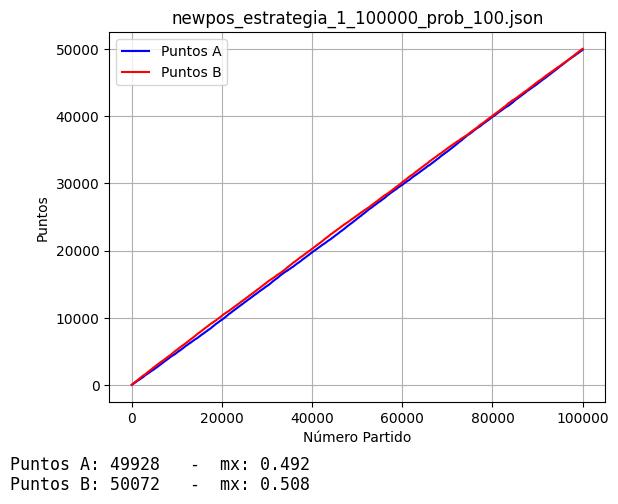 newpos_estrategia_1_100000_prob_100.json
Puntos A
Puntos B
50000
40000
30000
20000
10000
0
Puntos
0 20000 40000 60000 80000 100000
Número Partido
Puntos A: 49928 - mx: 0.492
Puntos B: 50072 - mx: 0.508